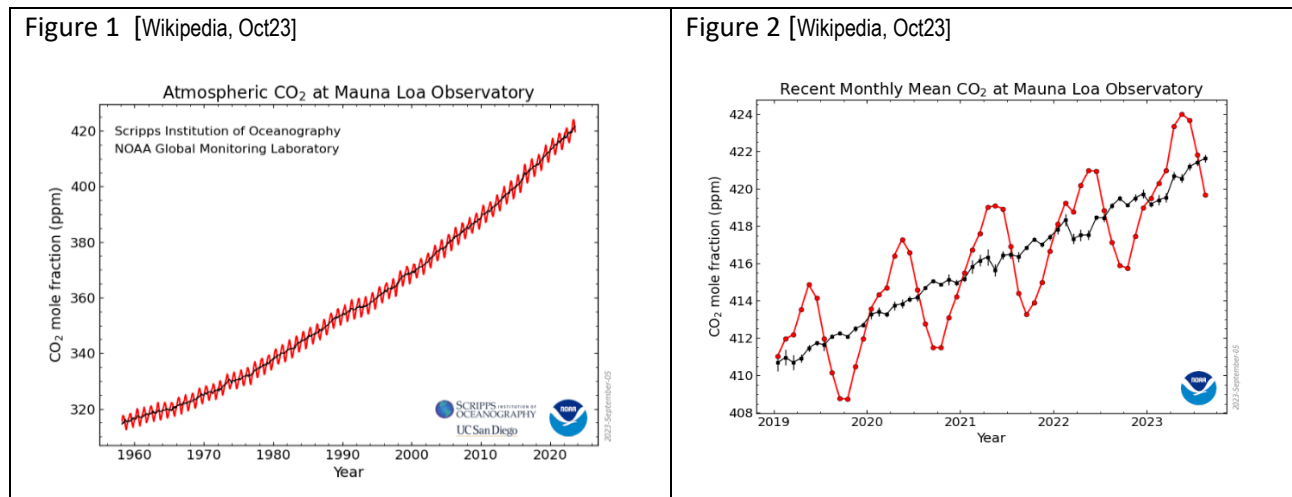 Figure 1 [Wikipedia, Oct23]
Atmospheric CO₂ at Mauna Loa Observatory
Scripps Institution of Oceanography
NOAA Global Monitoring Laboratory
CO₂ mole fraction (ppm)
420
400
380
360
340
320
SCRIPPS INSTITUTION OF
OCEANOGRAPHY
UC San Diego
NOAA
2023-September-05
1960 1970 1980 1990 2000 2010 2020
Year
Figure 2 [Wikipedia, Oct23]
Recent Monthly Mean CO₂ at Mauna Loa Observatory
CO₂ mole fraction (ppm)
424
422
420
418
416
414
412
410
408
NOAA
2023-September-05
2019 2020 2021 2022 2023
Year